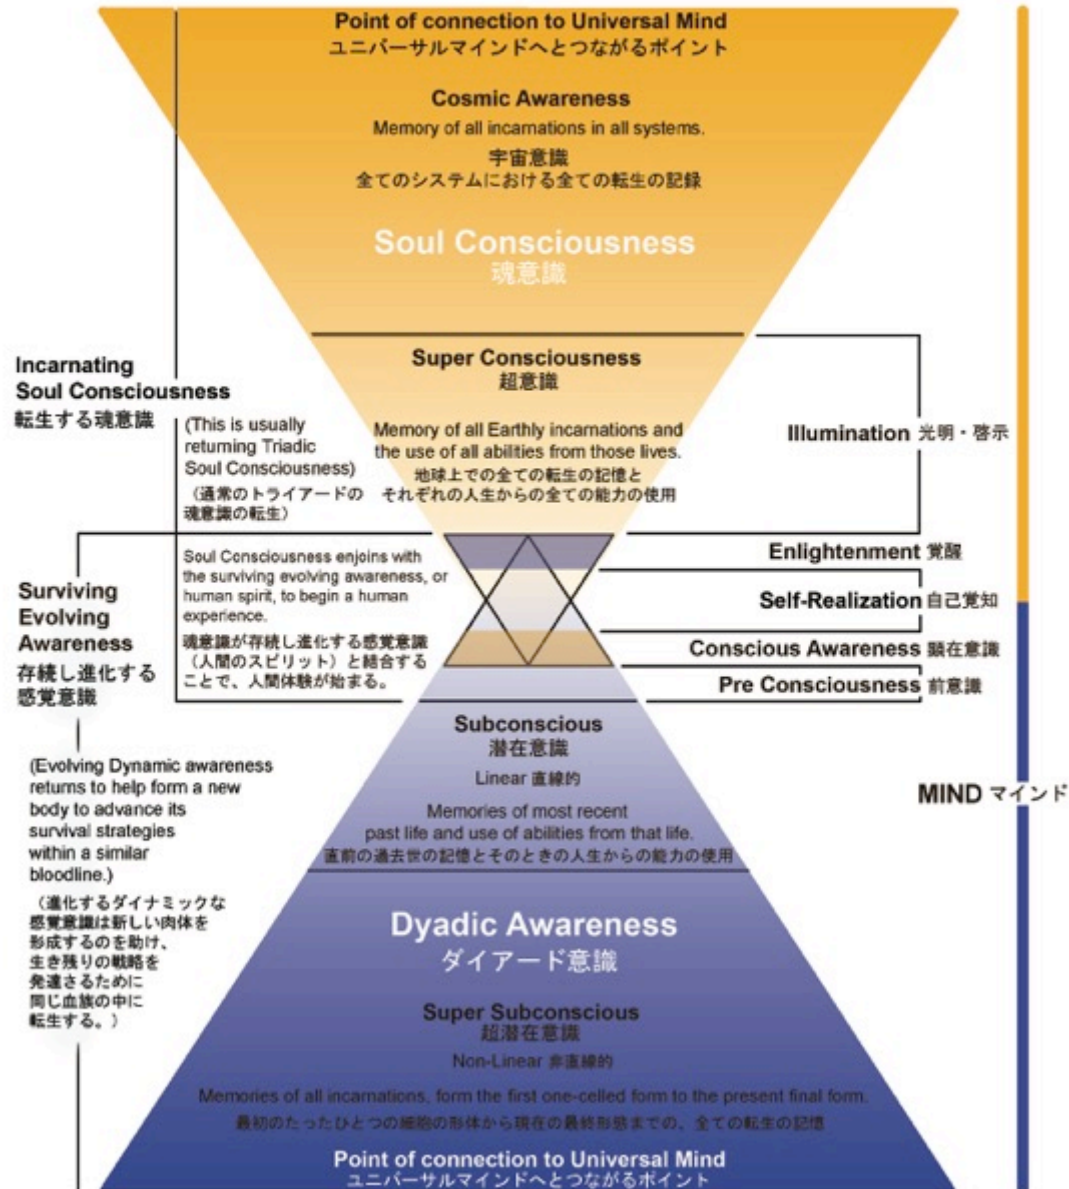 Point of connection to Universal Mind
ユニバーサルマインドへとつながるポイント
Cosmic Awareness
Memory of all incarnations in all systems.
宇宙意識
全てのシステムにおける全ての転生の記録
Soul Consciousness
魂意識
Incarnating
Soul Consciousness
転生する魂意識
(This is usually
returning Triadic
Soul Consciousness)
（通常のトライアードの
魂意識の転生）
Super Consciousness
超意識
Memory of all Earthly incarnations and
the use of all abilities from those lives.
地球上での全ての転生の記憶と
それぞれの人生からの全ての能力の使用
Illumination 光明・啓示
Surviving
Evolving
Awareness
存続し進化する
感覚意識
Soul Consciousness enjoins with
the surviving evolving awareness, or
human spirit, to begin a human
experience.
魂意識が存続し進化する感覚意識
（人間のスピリット）と結合する
ことで、人間体験が始まる。
Enlightenment 覚醒
Self-Realization 自己覚知
Conscious Awareness 顕在意識
Pre Consciousness 前意識
(Evolving Dynamic awareness
returns to help form a new
body to advance its
survival strategies
within a similar
bloodline.)
（進化するダイナミックな
感覚意識は新しい肉体を
形成するのを助け、
生き残りの戦略を
発達さるために
同じ血族の中に
転生する。）
Subconscious
潜在意識
Linear 直線的
Memories of most recent
past life and use of abilities from that life.
直前の過去世の記憶とそのときの人生からの能力の使用
MIND マインド
Dyadic Awareness
ダイアード意識
Super Subconscious
超潜在意識
Non-Linear 非直線的
Memories of all incarnations, form the first one-celled form to the present final form.
最初のたったひとつの細胞の形体から現在の最終形態までの、全ての転生の記憶
Point of connection to Universal Mind
ユニバーサルマインドへとつながるポイント